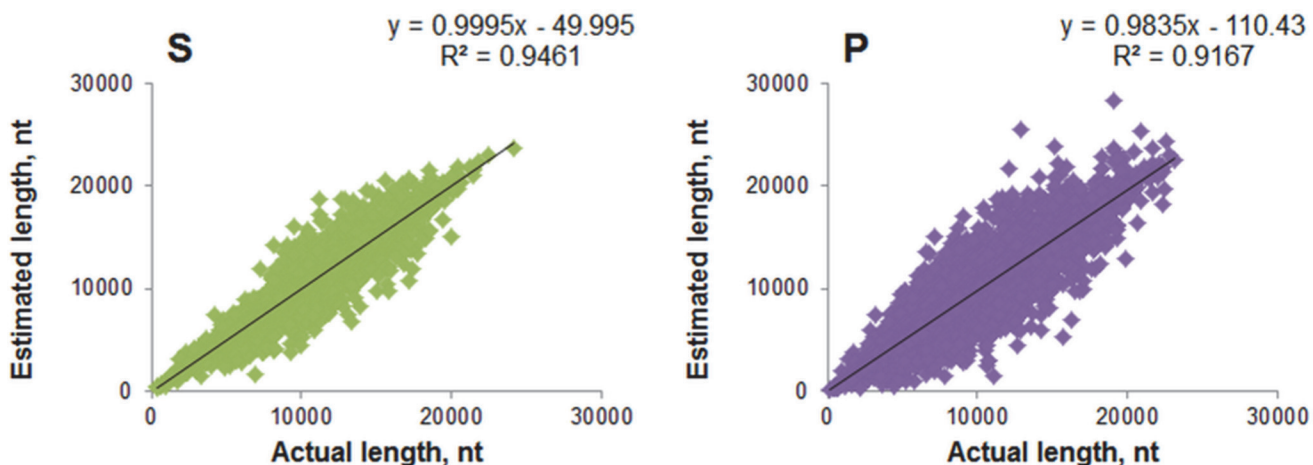 S
y = 0.9995x - 49.995
R² = 0.9461
Estimated length, nt
30000
20000
10000
0
0 10000 20000 30000
Actual length, nt
P
y = 0.9835x - 110.43
R² = 0.9167
Estimated length, nt
30000
20000
10000
0
0 10000 20000 30000
Actual length, nt